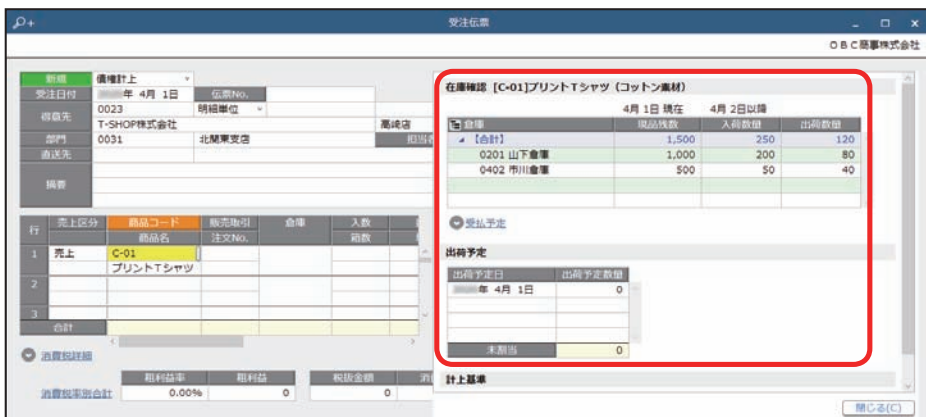 受注伝票
OBC商事株式会社
新規 債権計上
受注日付 年 4月 1日 伝票No.
得意先 0023 明細単位
T-SHOP株式会社 高崎店
部門 0031 北関東支店 担当者
直送先
摘要
行 売上区分 商品コード 販売取引 倉庫 入数
商品名 注文No. 箱数
1 売上 C-01
プリントTシャツ
2
3
合計
消費税詳細
粗利益率 粗利益 税抜金額
消費税率別合計 0.00% 0 0
在庫確認 [C-01]プリントTシャツ(コットン素材)
4月 1日 現在 4月 2日以降
倉庫 現品残数 入荷数量 出荷数量
【合計】 1,500 250 120
0201 山下倉庫 1,000 200 80
0402 市川倉庫 500 50 40
受払予定
出荷予定
出荷予定日 出荷予定数量
年 4月 1日 0
未割当 0
計上基準
閉じる(C)